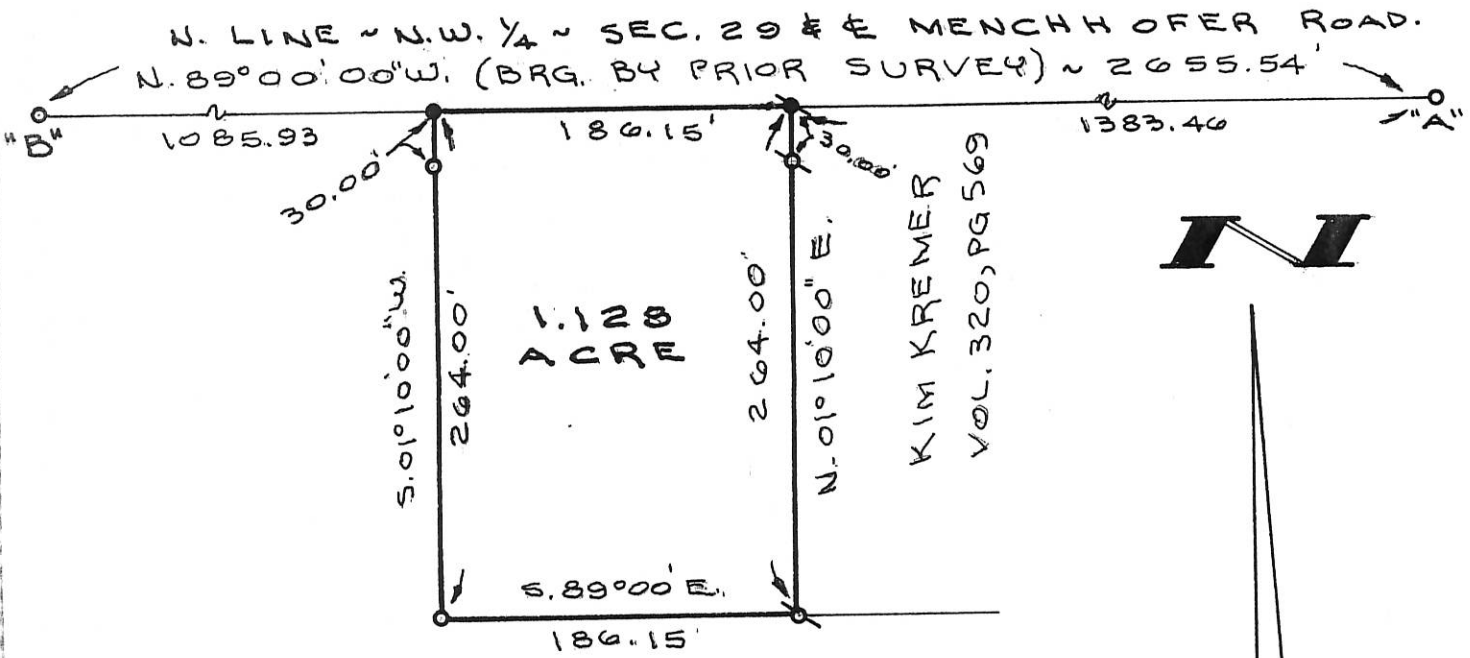 N. LINE ~ N.W. ¼ ~ SEC. 29 & ℄ MENCHHOFER ROAD.
N. 89°00'00"W. (BRG. BY PRIOR SURVEY) ~ 2655.54'
"B"
1085.93
186.15'
1383.46
"A"
30.00'
30.00'
S.01°10'00"W.
264.00'
1.128
ACRE
264.00'
N.01°10'00"E.
KIM KREMER
VOL. 320, PG 569
N
S.89°00'E.
186.15'